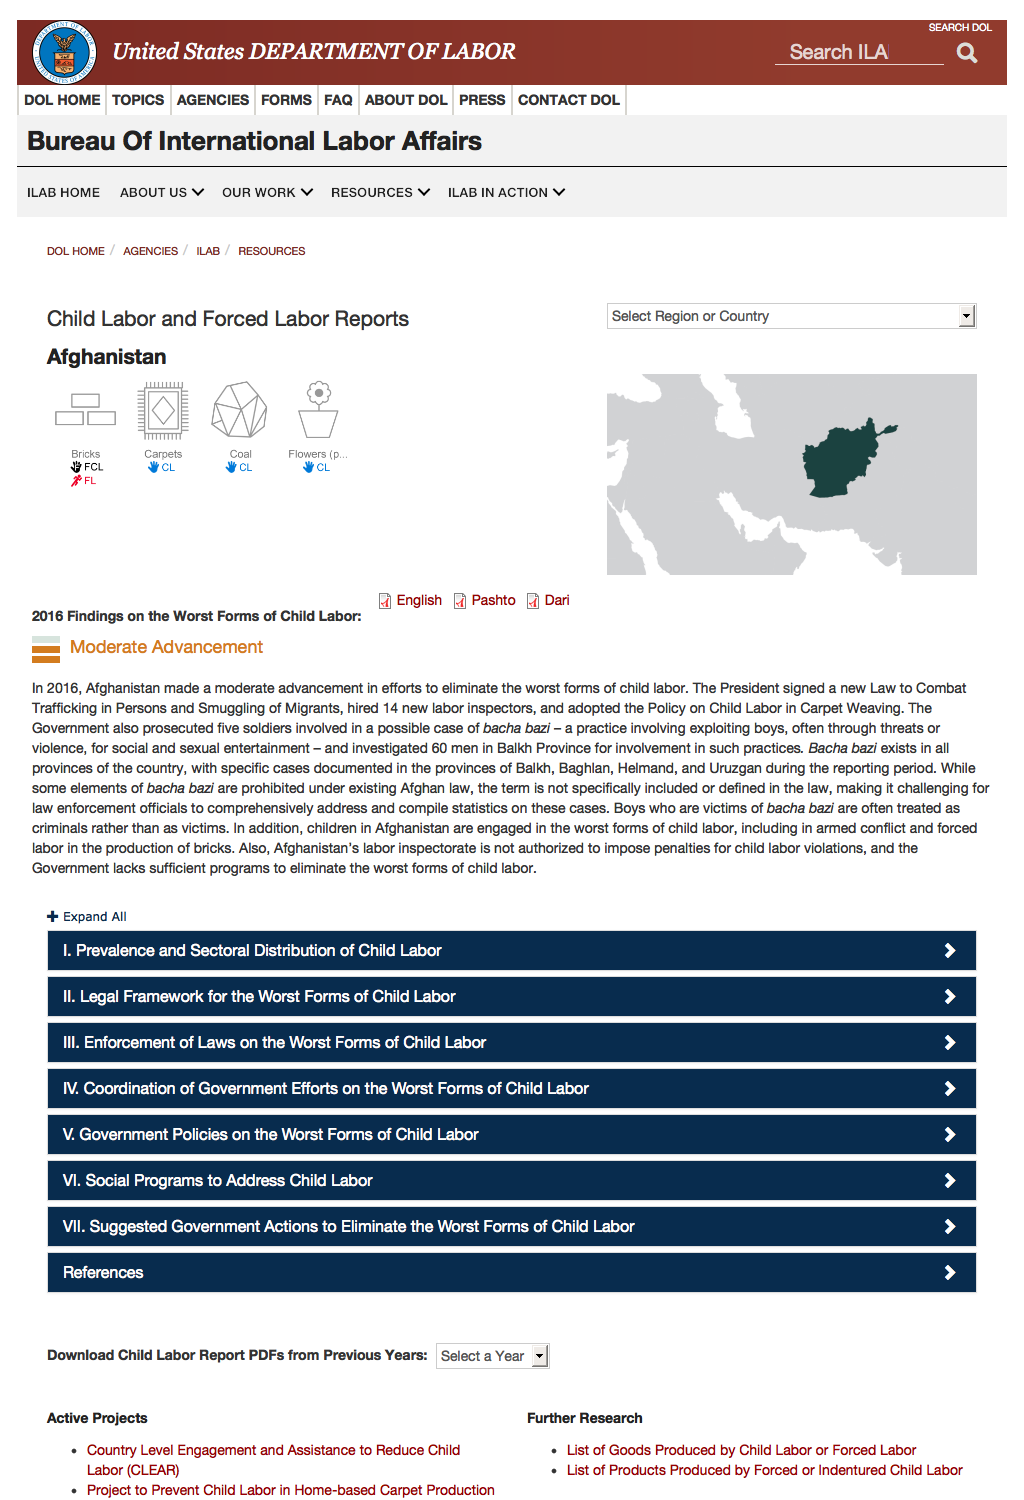 SEARCH DOL
United States DEPARTMENT OF LABOR
Search ILA
DOL HOME TOPICS AGENCIES FORMS FAQ ABOUT DOL PRESS CONTACT DOL
Bureau Of International Labor Affairs
ILAB HOME ABOUT US OUR WORK RESOURCES ILAB IN ACTION
DOL HOME / AGENCIES / ILAB / RESOURCES
Child Labor and Forced Labor Reports
Select Region or Country
Afghanistan
Bricks Carpets Coal Flowers (p...
FCL CL CL CL
FL
English Pashto Dari
2016 Findings on the Worst Forms of Child Labor:
Moderate Advancement
In 2016, Afghanistan made a moderate advancement in efforts to eliminate the worst forms of child labor. The President signed a new Law to Combat
Trafficking in Persons and Smuggling of Migrants, hired 14 new labor inspectors, and adopted the Policy on Child Labor in Carpet Weaving. The
Government also prosecuted five soldiers involved in a possible case of bacha bazi – a practice involving exploiting boys, often through threats or
violence, for social and sexual entertainment – and investigated 60 men in Balkh Province for involvement in such practices. Bacha bazi exists in all
provinces of the country, with specific cases documented in the provinces of Balkh, Baghlan, Helmand, and Uruzgan during the reporting period. While
some elements of bacha bazi are prohibited under existing Afghan law, the term is not specifically included or defined in the law, making it challenging for
law enforcement officials to comprehensively address and compile statistics on these cases. Boys who are victims of bacha bazi are often treated as
criminals rather than as victims. In addition, children in Afghanistan are engaged in the worst forms of child labor, including in armed conflict and forced
labor in the production of bricks. Also, Afghanistan's labor inspectorate is not authorized to impose penalties for child labor violations, and the
Government lacks sufficient programs to eliminate the worst forms of child labor.
Expand All
I. Prevalence and Sectoral Distribution of Child Labor
II. Legal Framework for the Worst Forms of Child Labor
III. Enforcement of Laws on the Worst Forms of Child Labor
IV. Coordination of Government Efforts on the Worst Forms of Child Labor
V. Government Policies on the Worst Forms of Child Labor
VI. Social Programs to Address Child Labor
VII. Suggested Government Actions to Eliminate the Worst Forms of Child Labor
References
Download Child Labor Report PDFs from Previous Years: Select a Year
Active Projects
• Country Level Engagement and Assistance to Reduce Child
Labor (CLEAR)
• Project to Prevent Child Labor in Home-based Carpet Production
Further Research
• List of Goods Produced by Child Labor or Forced Labor
• List of Products Produced by Forced or Indentured Child Labor